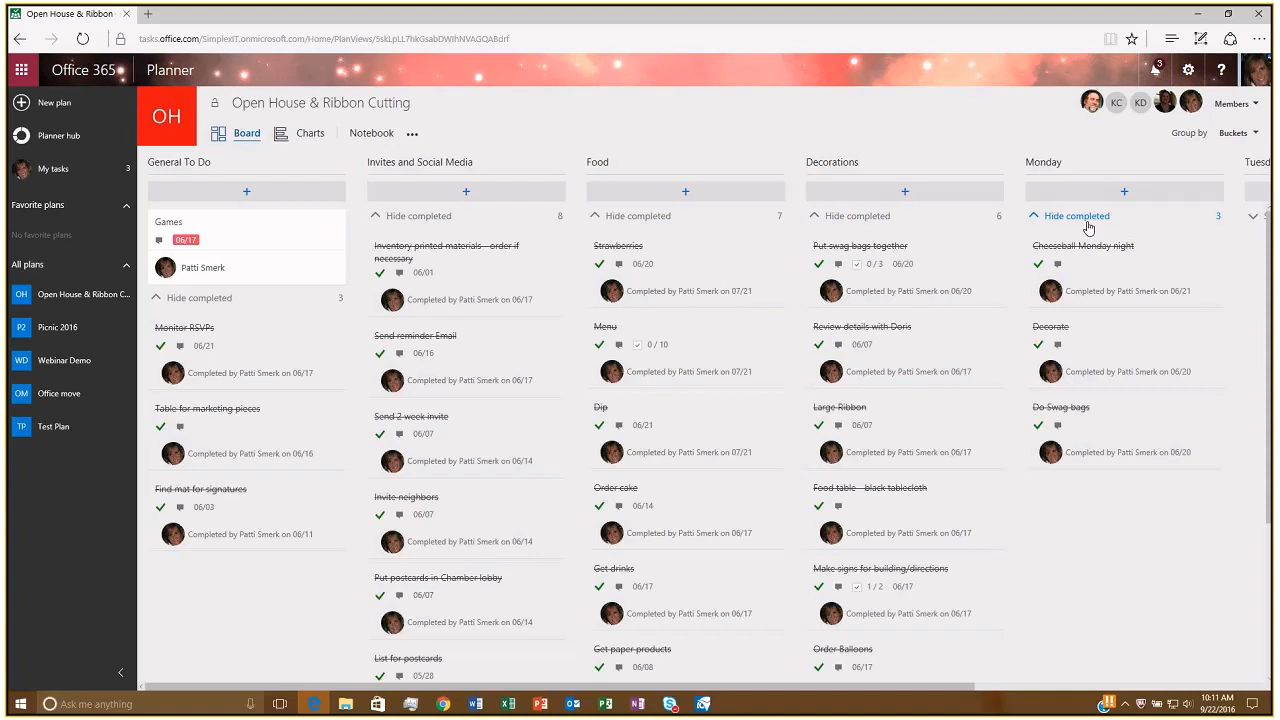 Open House & Ribbon
tasks.office.com/SimplexIT.onmicrosoft.com/Home/PlanViews/
Office 365
Planner
3
?
New plan
Planner hub
My tasks
3
Favorite plans
No favorite plans
All plans
OH
Open House & Ribbon C...
P2
Picnic 2016
WD
Webinar Demo
OM
Office move
TP
Test Plan
OH
Open House & Ribbon Cutting
Board
Charts
Notebook
KC
KD
Members
Group by
Buckets
General To Do
Games
06/17
Patti Smerk
Hide completed
3
Monitor RSVPs
06/21
Completed by Patti Smerk on 06/17
Table for marketing pieces
Completed by Patti Smerk on 06/16
Find mat for signatures
06/03
Completed by Patti Smerk on 06/11
Invites and Social Media
Hide completed
8
Inventory printed materials - order if
necessary
06/01
Completed by Patti Smerk on 06/17
Send reminder Email
06/16
Completed by Patti Smerk on 06/17
Send 2 week invite
06/07
Completed by Patti Smerk on 06/14
Invite neighbors
06/07
Completed by Patti Smerk on 06/14
Put postcards in Chamber lobby
06/07
Completed by Patti Smerk on 06/14
List for postcards
05/28
Food
Hide completed
7
Strawberries
06/20
Completed by Patti Smerk on 07/21
Menu
0 / 10
Completed by Patti Smerk on 07/21
Dip
06/21
Completed by Patti Smerk on 07/21
Order cake
06/14
Completed by Patti Smerk on 06/17
Get drinks
06/17
Completed by Patti Smerk on 06/17
Get paper products
06/08
Decorations
Hide completed
6
Put swag bags together
0 / 3
06/20
Completed by Patti Smerk on 06/20
Review details with Doris
06/07
Completed by Patti Smerk on 06/17
Large Ribbon
06/07
Completed by Patti Smerk on 06/17
Food table - black tablecloth
Completed by Patti Smerk on 06/17
Make signs for building/directions
1 / 2
06/17
Completed by Patti Smerk on 06/17
Order Balloons
06/17
Monday
Hide completed
3
Cheeseball Monday night
Completed by Patti Smerk on 06/21
Decorate
Completed by Patti Smerk on 06/20
Do Swag bags
Completed by Patti Smerk on 06/20
Tuesd
Ask me anything
10:11 AM
9/22/2016